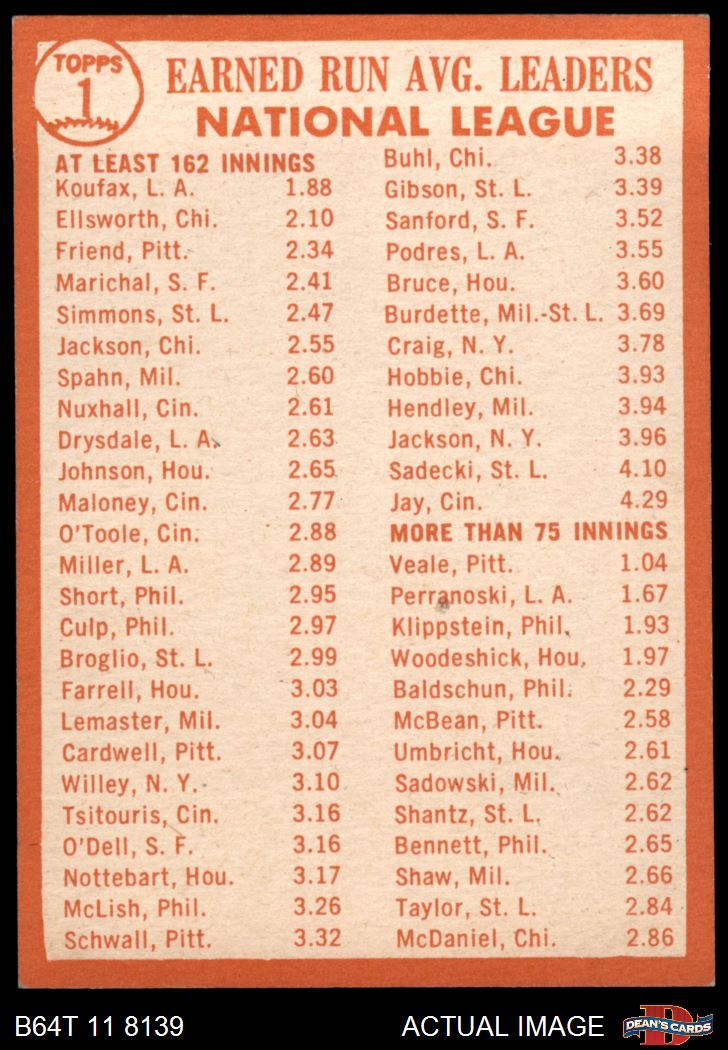 TOPPS
1
EARNED RUN AVG. LEADERS
NATIONAL LEAGUE
AT LEAST 162 INNINGS
Koufax, L. A. 1.88
Ellsworth, Chi. 2.10
Friend, Pitt. 2.34
Marichal, S. F. 2.41
Simmons, St. L. 2.47
Jackson, Chi. 2.55
Spahn, Mil. 2.60
Nuxhall, Cin. 2.61
Drysdale, L. A. 2.63
Johnson, Hou. 2.65
Maloney, Cin. 2.77
O'Toole, Cin. 2.88
Miller, L. A. 2.89
Short, Phil. 2.95
Culp, Phil. 2.97
Broglio, St. L. 2.99
Farrell, Hou. 3.03
Lemaster, Mil. 3.04
Cardwell, Pitt. 3.07
Willey, N. Y. 3.10
Tsitouris, Cin. 3.16
O'Dell, S. F. 3.16
Nottebart, Hou. 3.17
McLish, Phil. 3.26
Schwall, Pitt. 3.32
Buhl, Chi. 3.38
Gibson, St. L. 3.39
Sanford, S. F. 3.52
Podres, L. A. 3.55
Bruce, Hou. 3.60
Burdette, Mil.-St. L. 3.69
Craig, N. Y. 3.78
Hobbie, Chi. 3.93
Hendley, Mil. 3.94
Jackson, N. Y. 3.96
Sadecki, St. L. 4.10
Jay, Cin. 4.29
MORE THAN 75 INNINGS
Veale, Pitt. 1.04
Perranoski, L. A. 1.67
Klippstein, Phil. 1.93
Woodeshick, Hou. 1.97
Baldschun, Phil. 2.29
McBean, Pitt. 2.58
Umbricht, Hou. 2.61
Sadowski, Mil. 2.62
Shantz, St. L. 2.62
Bennett, Phil. 2.65
Shaw, Mil. 2.66
Taylor, St. L. 2.84
McDaniel, Chi. 2.86
B64T 11 8139
ACTUAL IMAGE
D
DEAN'S CARDS